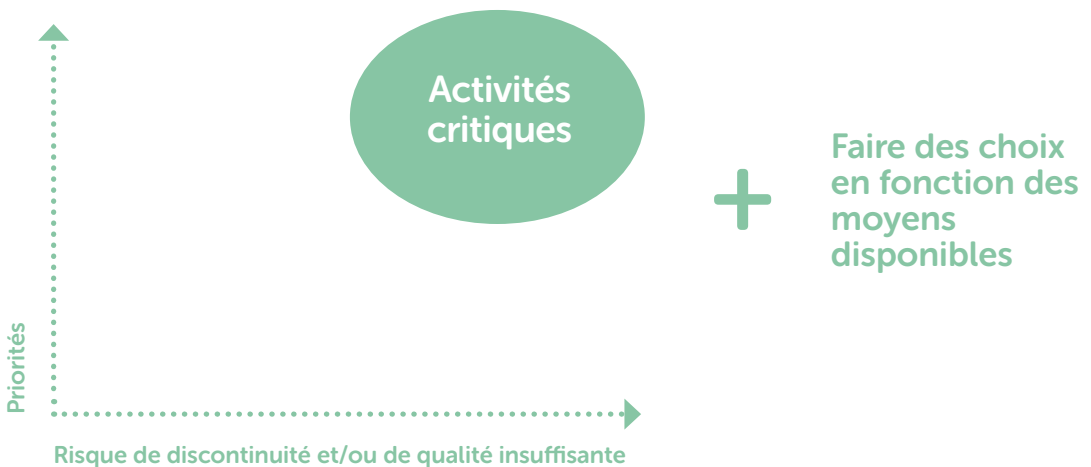 Activités
critiques
Faire des choix
en fonction des
moyens
disponibles
Priorités
Risque de discontinuité et/ou de qualité insuffisante